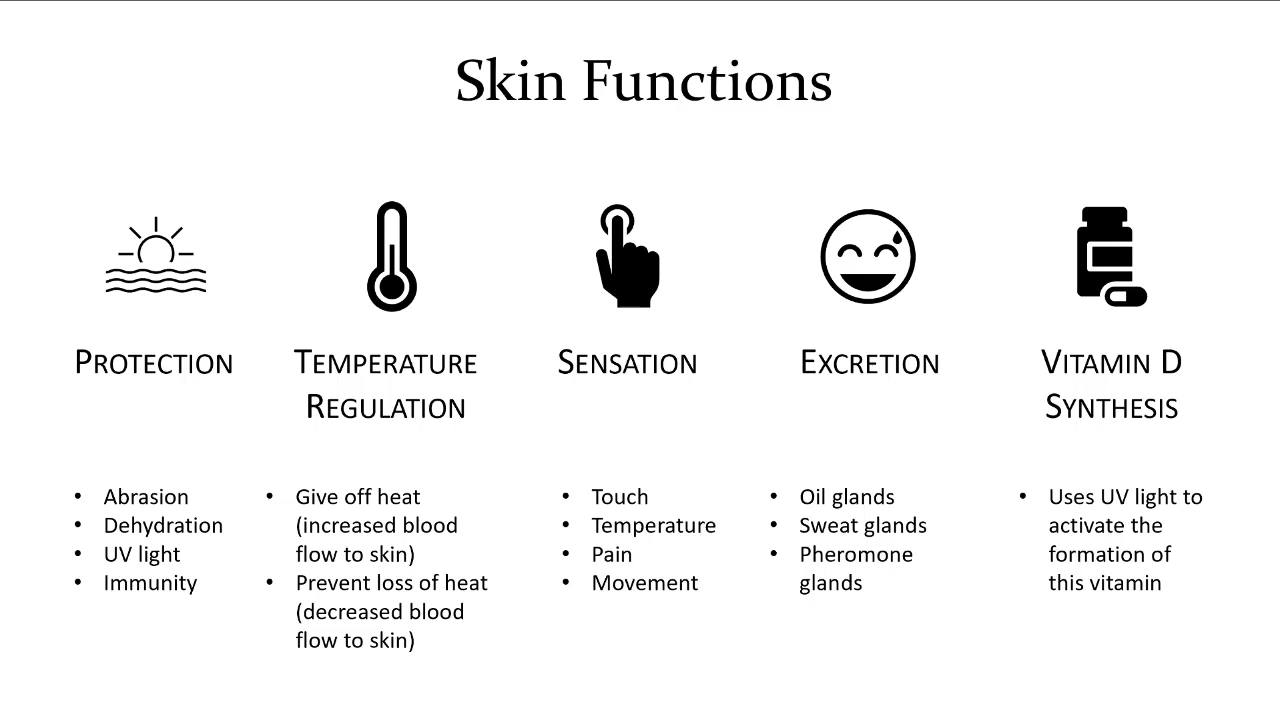 Skin Functions
PROTECTION
• Abrasion
• Dehydration
• UV light
• Immunity
TEMPERATURE
REGULATION
• Give off heat
(increased blood
flow to skin)
• Prevent loss of heat
(decreased blood
flow to skin)
SENSATION
• Touch
• Temperature
• Pain
• Movement
EXCRETION
• Oil glands
• Sweat glands
• Pheromone
glands
VITAMIN D
SYNTHESIS
• Uses UV light to
activate the
formation of
this vitamin